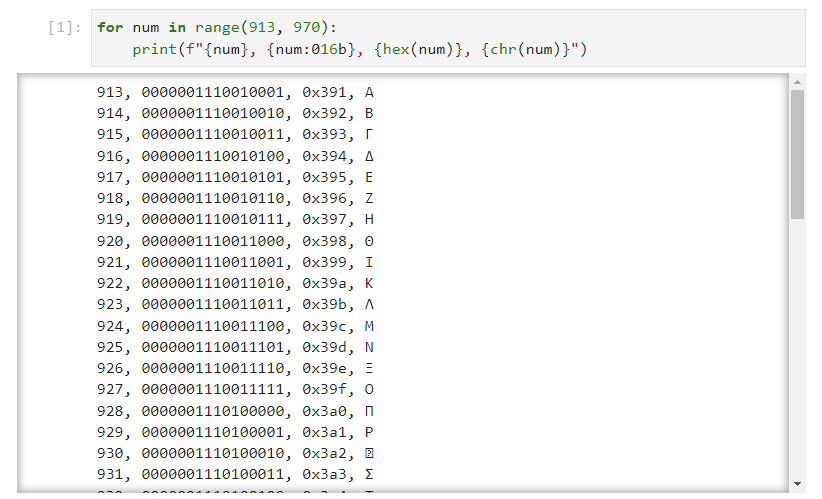 [1]: for num in range(913, 970):
print(f"{num}, {num:016b}, {hex(num)}, {chr(num)}")
913, 0000001110010001, 0x391, Α
914, 0000001110010010, 0x392, Β
915, 0000001110010011, 0x393, Γ
916, 0000001110010100, 0x394, Δ
917, 0000001110010101, 0x395, Ε
918, 0000001110010110, 0x396, Ζ
919, 0000001110010111, 0x397, Η
920, 0000001110011000, 0x398, Θ
921, 0000001110011001, 0x399, Ι
922, 0000001110011010, 0x39a, Κ
923, 0000001110011011, 0x39b, Λ
924, 0000001110011100, 0x39c, Μ
925, 0000001110011101, 0x39d, Ν
926, 0000001110011110, 0x39e, Ξ
927, 0000001110011111, 0x39f, Ο
928, 0000001110100000, 0x3a0, Π
929, 0000001110100001, 0x3a1, Ρ
930, 0000001110100010, 0x3a2, ΢
931, 0000001110100011, 0x3a3, Σ